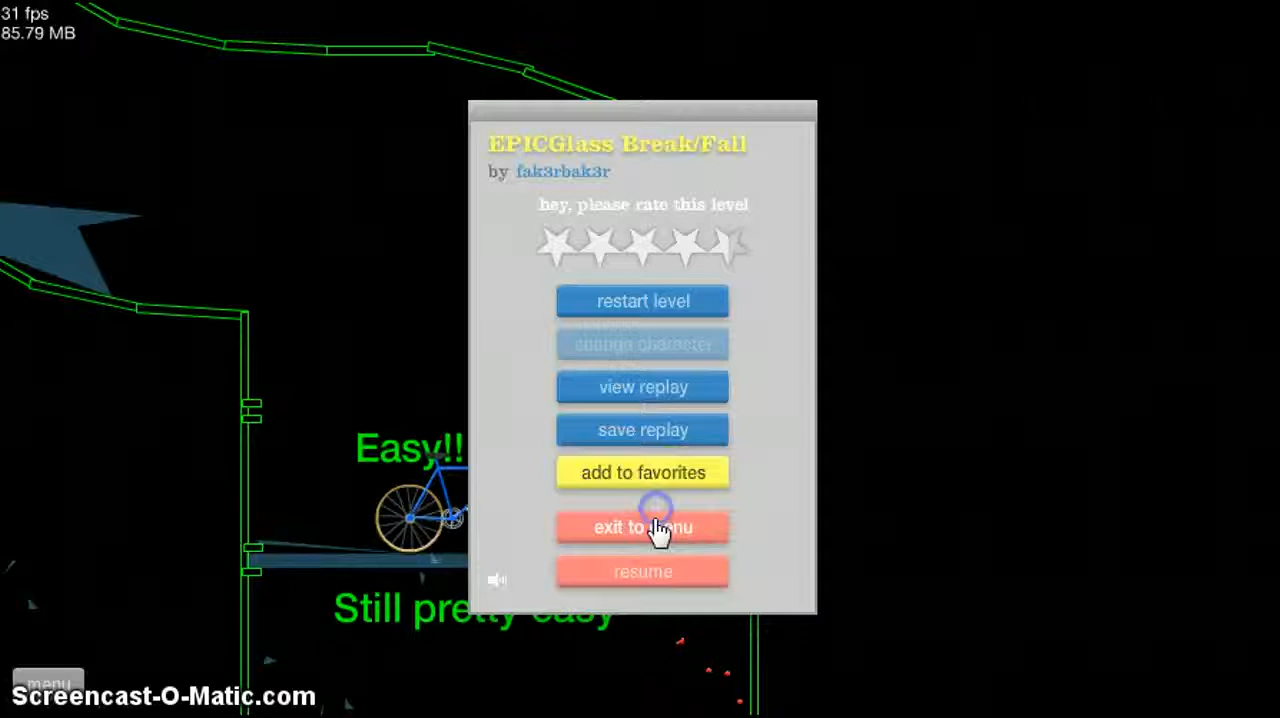 31 fps
85.79 MB
EPICGlass Break/Fall
by fak3rbak3r
hey, please rate this level
restart level
change character
view replay
save replay
add to favorites
exit to menu
resume
Easy!!
Still pretty easy
menu
Screencast-O-Matic.com